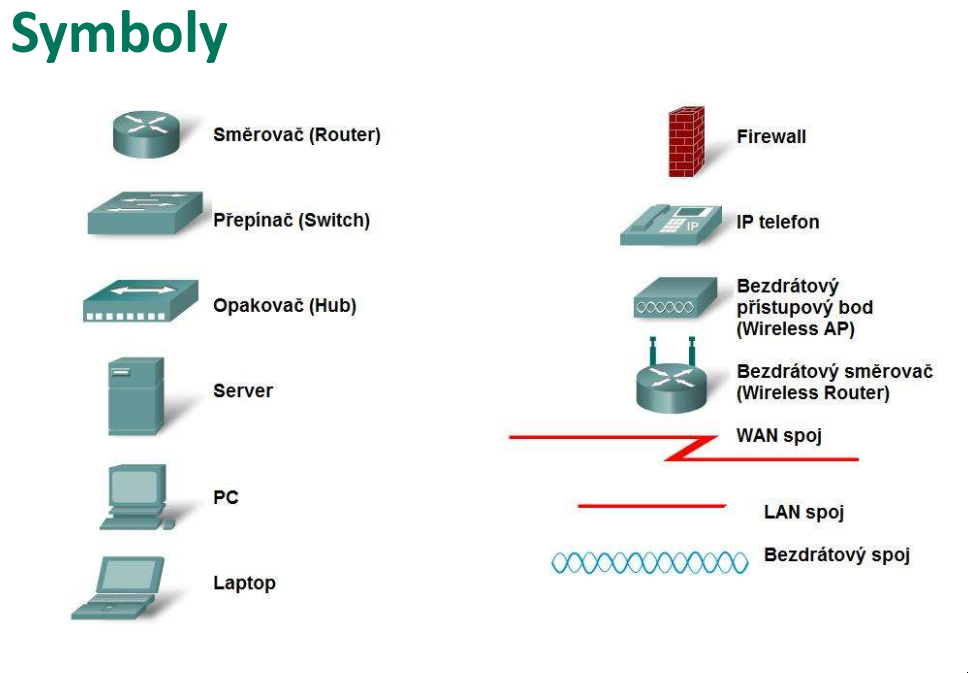 Symboly
Směrovač (Router)
Přepínač (Switch)
Opakovač (Hub)
Server
PC
Laptop
Firewall
IP
IP telefon
Bezdrátový
přístupový bod
(Wireless AP)
Bezdrátový směrovač
(Wireless Router)
WAN spoj
LAN spoj
Bezdrátový spoj